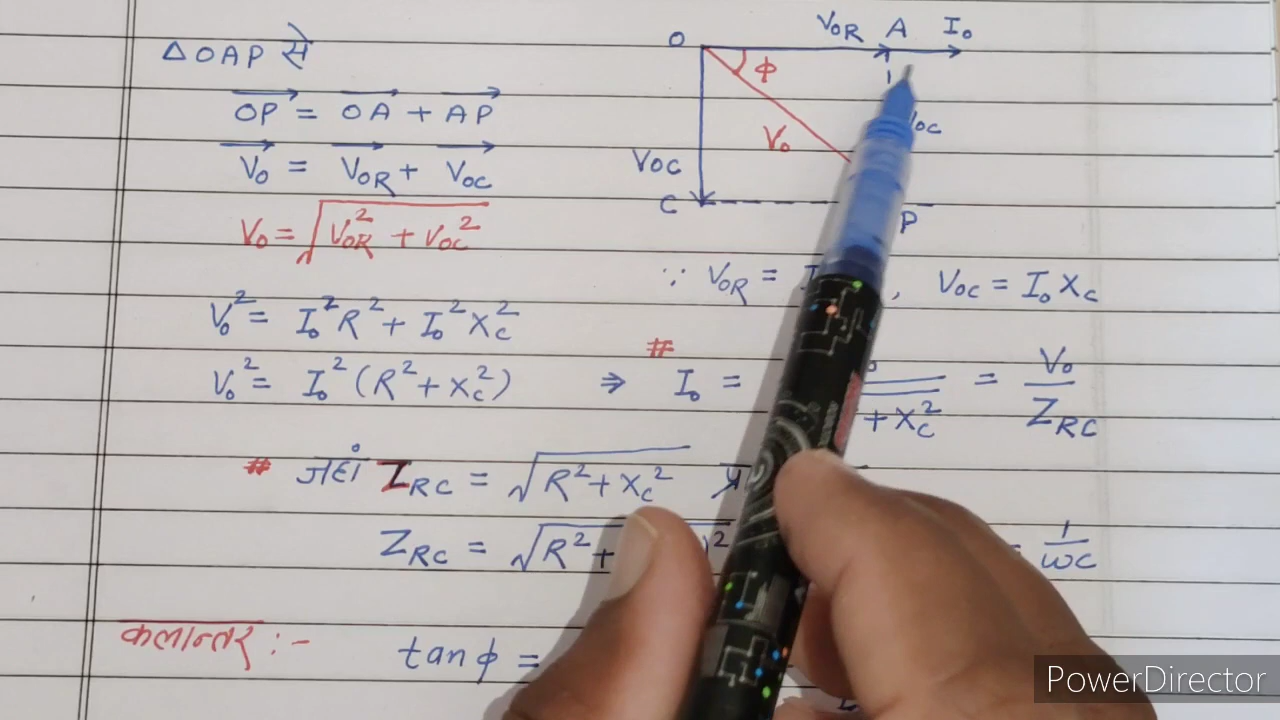 ΔOAP से
OP = OA + AP
V₀ = V₀R + V₀C
V₀ = √(V₀R² + V₀C²)
V₀² = I₀²R² + I₀²Xc²
V₀² = I₀² (R² + Xc²) ⇒
# जहाँ Z_RC = √(R² + Xc²)
Z_RC = √(R² +
कलान्तर :-
tanφ =
V₀R A I₀
O
φ
V₀
V₀C
C
P
∵ V₀R = I , V₀C = I₀Xc
#
I₀ = + Xc² = V₀ / Z_RC
= 1/ωC
PowerDirector